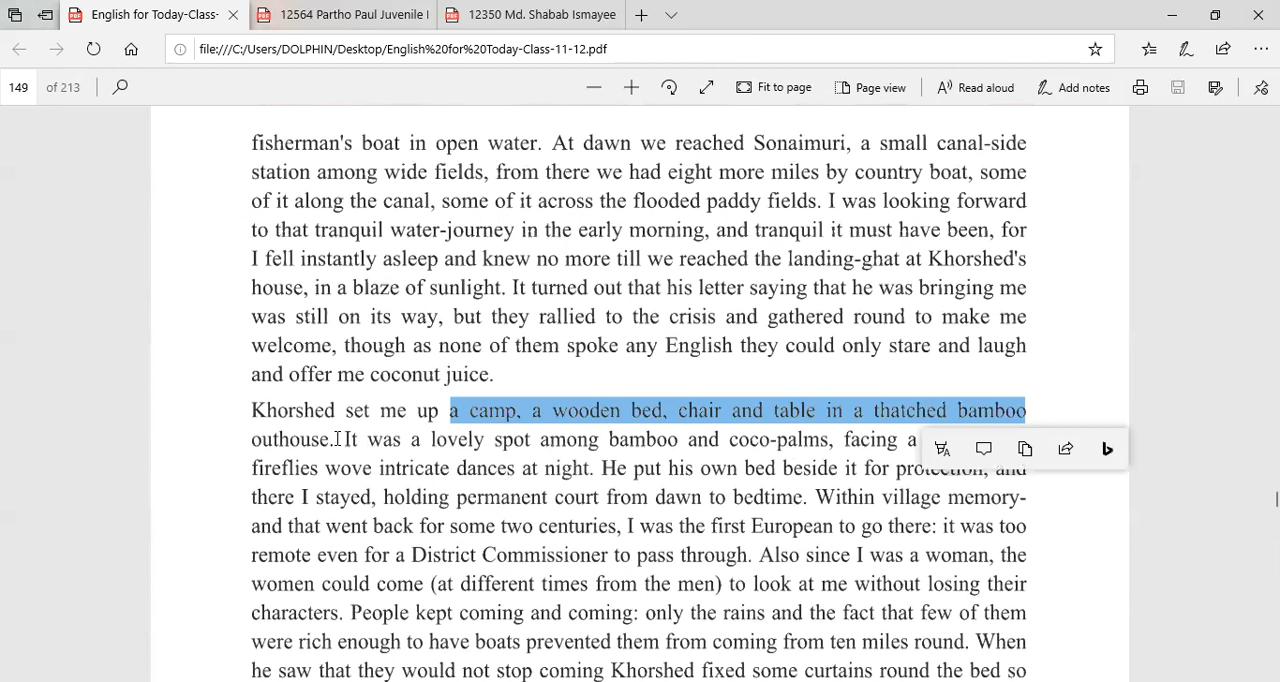 English for Today-Class-
12564 Partho Paul Juvenile I
12350 Md. Shabab Ismayee
file:///C:/Users/DOLPHIN/Desktop/English%20for%20Today-Class-11-12.pdf
149 of 213
Fit to page
Page view
Read aloud
Add notes
fisherman's boat in open water. At dawn we reached Sonaimuri, a small canal-side
station among wide fields, from there we had eight more miles by country boat, some
of it along the canal, some of it across the flooded paddy fields. I was looking forward
to that tranquil water-journey in the early morning, and tranquil it must have been, for
I fell instantly asleep and knew no more till we reached the landing-ghat at Khorshed's
house, in a blaze of sunlight. It turned out that his letter saying that he was bringing me
was still on its way, but they rallied to the crisis and gathered round to make me
welcome, though as none of them spoke any English they could only stare and laugh
and offer me coconut juice.
Khorshed set me up a camp, a wooden bed, chair and table in a thatched bamboo
outhouse. It was a lovely spot among bamboo and coco-palms, facing a
fireflies wove intricate dances at night. He put his own bed beside it for protection, and
there I stayed, holding permanent court from dawn to bedtime. Within village memory-
and that went back for some two centuries, I was the first European to go there: it was too
remote even for a District Commissioner to pass through. Also since I was a woman, the
women could come (at different times from the men) to look at me without losing their
characters. People kept coming and coming: only the rains and the fact that few of them
were rich enough to have boats prevented them from coming from ten miles round. When
he saw that they would not stop coming Khorshed fixed some curtains round the bed so